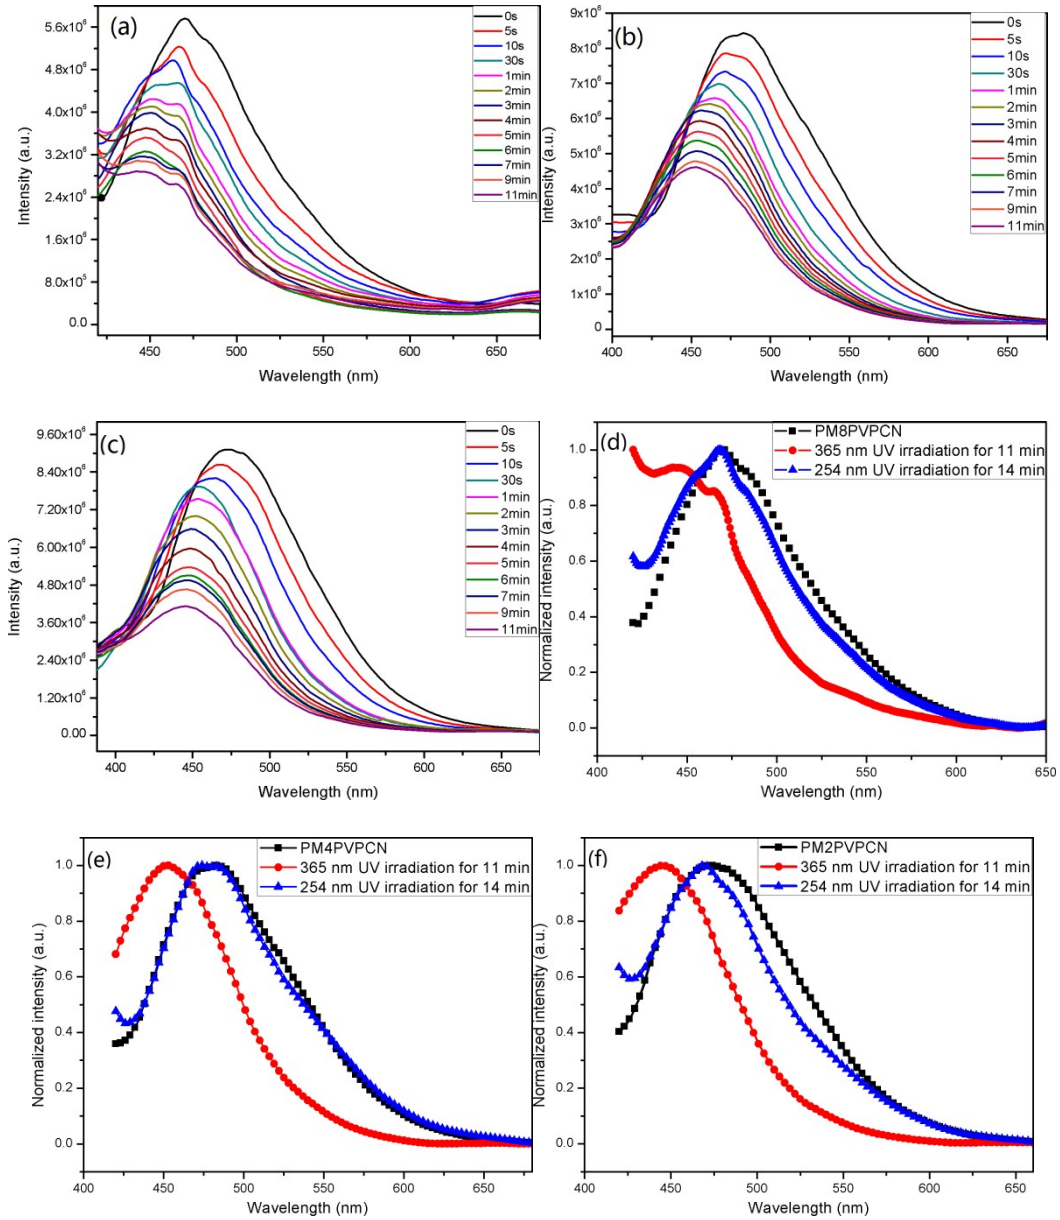 (a)
0s
5s
10s
30s
1min
2min
3min
4min
5min
6min
7min
9min
11min
5.6x10⁶
4.8x10⁶
4.0x10⁶
3.2x10⁶
2.4x10⁶
1.6x10⁶
8.0x10⁵
0.0
Intensity (a.u.)
450 500 550 600 650
Wavelength (nm)
(b)
0s
5s
10s
30s
1min
2min
3min
4min
5min
6min
7min
9min
11min
9x10⁶
8x10⁶
7x10⁶
6x10⁶
5x10⁶
4x10⁶
3x10⁶
2x10⁶
1x10⁶
0
Intensity (a.u.)
400 450 500 550 600 650
Wavelength (nm)
(c)
0s
5s
10s
30s
1min
2min
3min
4min
5min
6min
7min
9min
11min
9.60x10⁶
8.40x10⁶
7.20x10⁶
6.00x10⁶
4.80x10⁶
3.60x10⁶
2.40x10⁶
1.20x10⁶
0.00
Intensity (a.u.)
400 450 500 550 600 650
Wavelength (nm)
(d)
PM8PVPCN
365 nm UV irradiation for 11 min
254 nm UV irradiation for 14 min
1.0
0.8
0.6
0.4
0.2
0.0
Normalized intensity (a.u.)
400 450 500 550 600 650
Wavelength (nm)
(e)
PM4PVPCN
365 nm UV irradiation for 11 min
254 nm UV irradiation for 14 min
1.0
0.8
0.6
0.4
0.2
0.0
Normalized intensity (a.u.)
400 450 500 550 600 650
Wavelength (nm)
(f)
PM2PVPCN
365 nm UV irradiation for 11 min
254 nm UV irradiation for 14 min
1.0
0.8
0.6
0.4
0.2
0.0
Normalized intensity (a.u.)
400 450 500 550 600 650
Wavelength (nm)